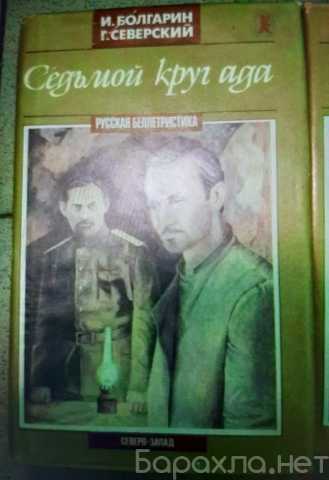 И. БОЛГАРИН
Г. СЕВЕРСКИЙ
Седьмой круг ада
РУССКАЯ БЕЛЛЕТРИСТИКА
СЕВЕРО-ЗАПАД
Барахла.нет